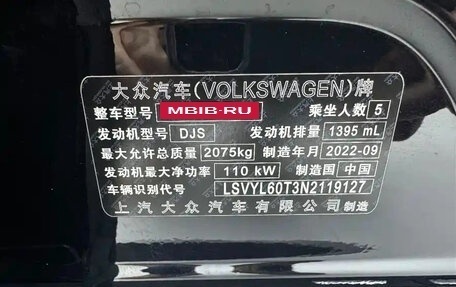 大众汽车(VOLKSWAGEN)牌
整车型号 MBIB-RU 乘坐人数 5
发动机型号 DJS 发动机排量 1395 mL
最大允许总质量 2075kg 制造年月 2022-09
发动机最大净功率 110 kW 制造国 中国
车辆识别代号 LSVYL60T3N2119127
上汽大众汽车有限公司 制造